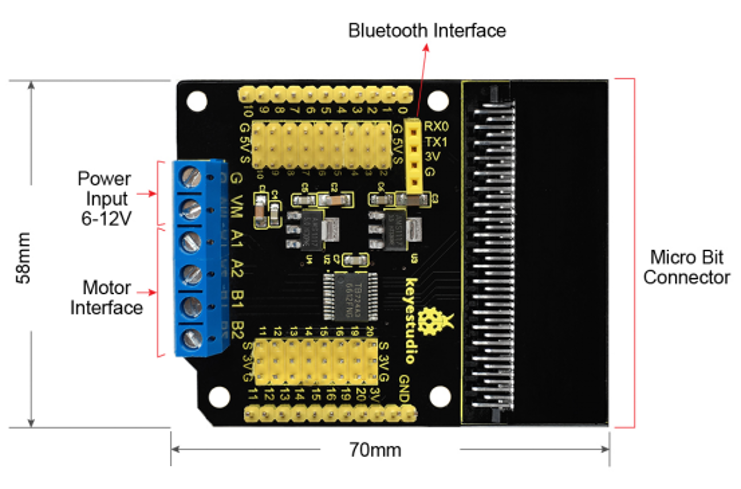 Bluetooth Interface
10 9 8 7 6 5 4 3 2 1 0
G 5V S
G 5V S
RX0
TX1
3V
G
Power
Input
6-12V
G
VM
A1
A2
B1
B2
Motor
Interface
58mm
C2
U5
keyestudio
Micro Bit
Connector
11 12 13 14 15 16 19 20
S 3V G
S 3V G
11 12 13 14 15 16 19 20 3V GND
70mm